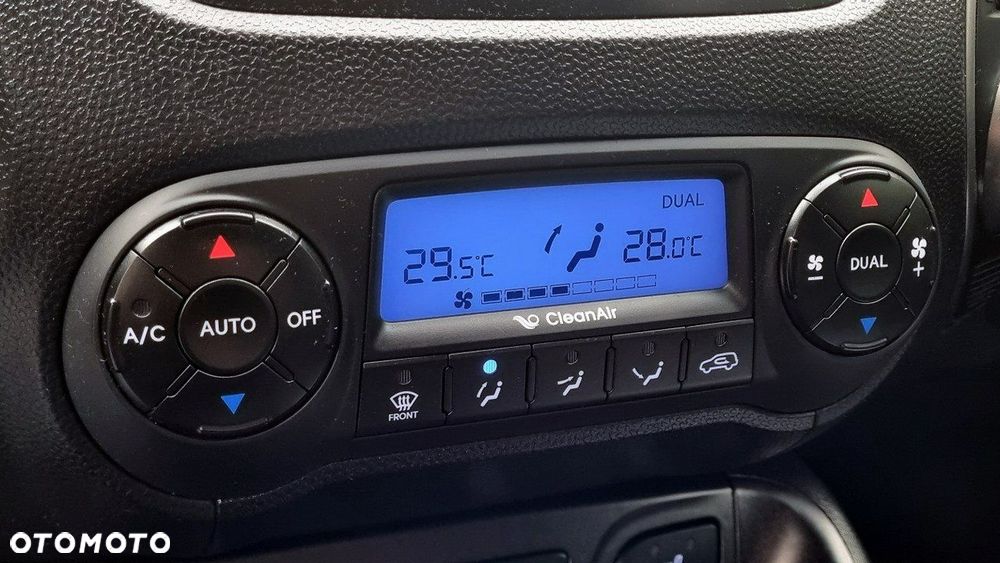 DUAL
29.5°C
28.0°C
CleanAir
A/C
AUTO
OFF
DUAL
−
+
FRONT
OTOMOTO